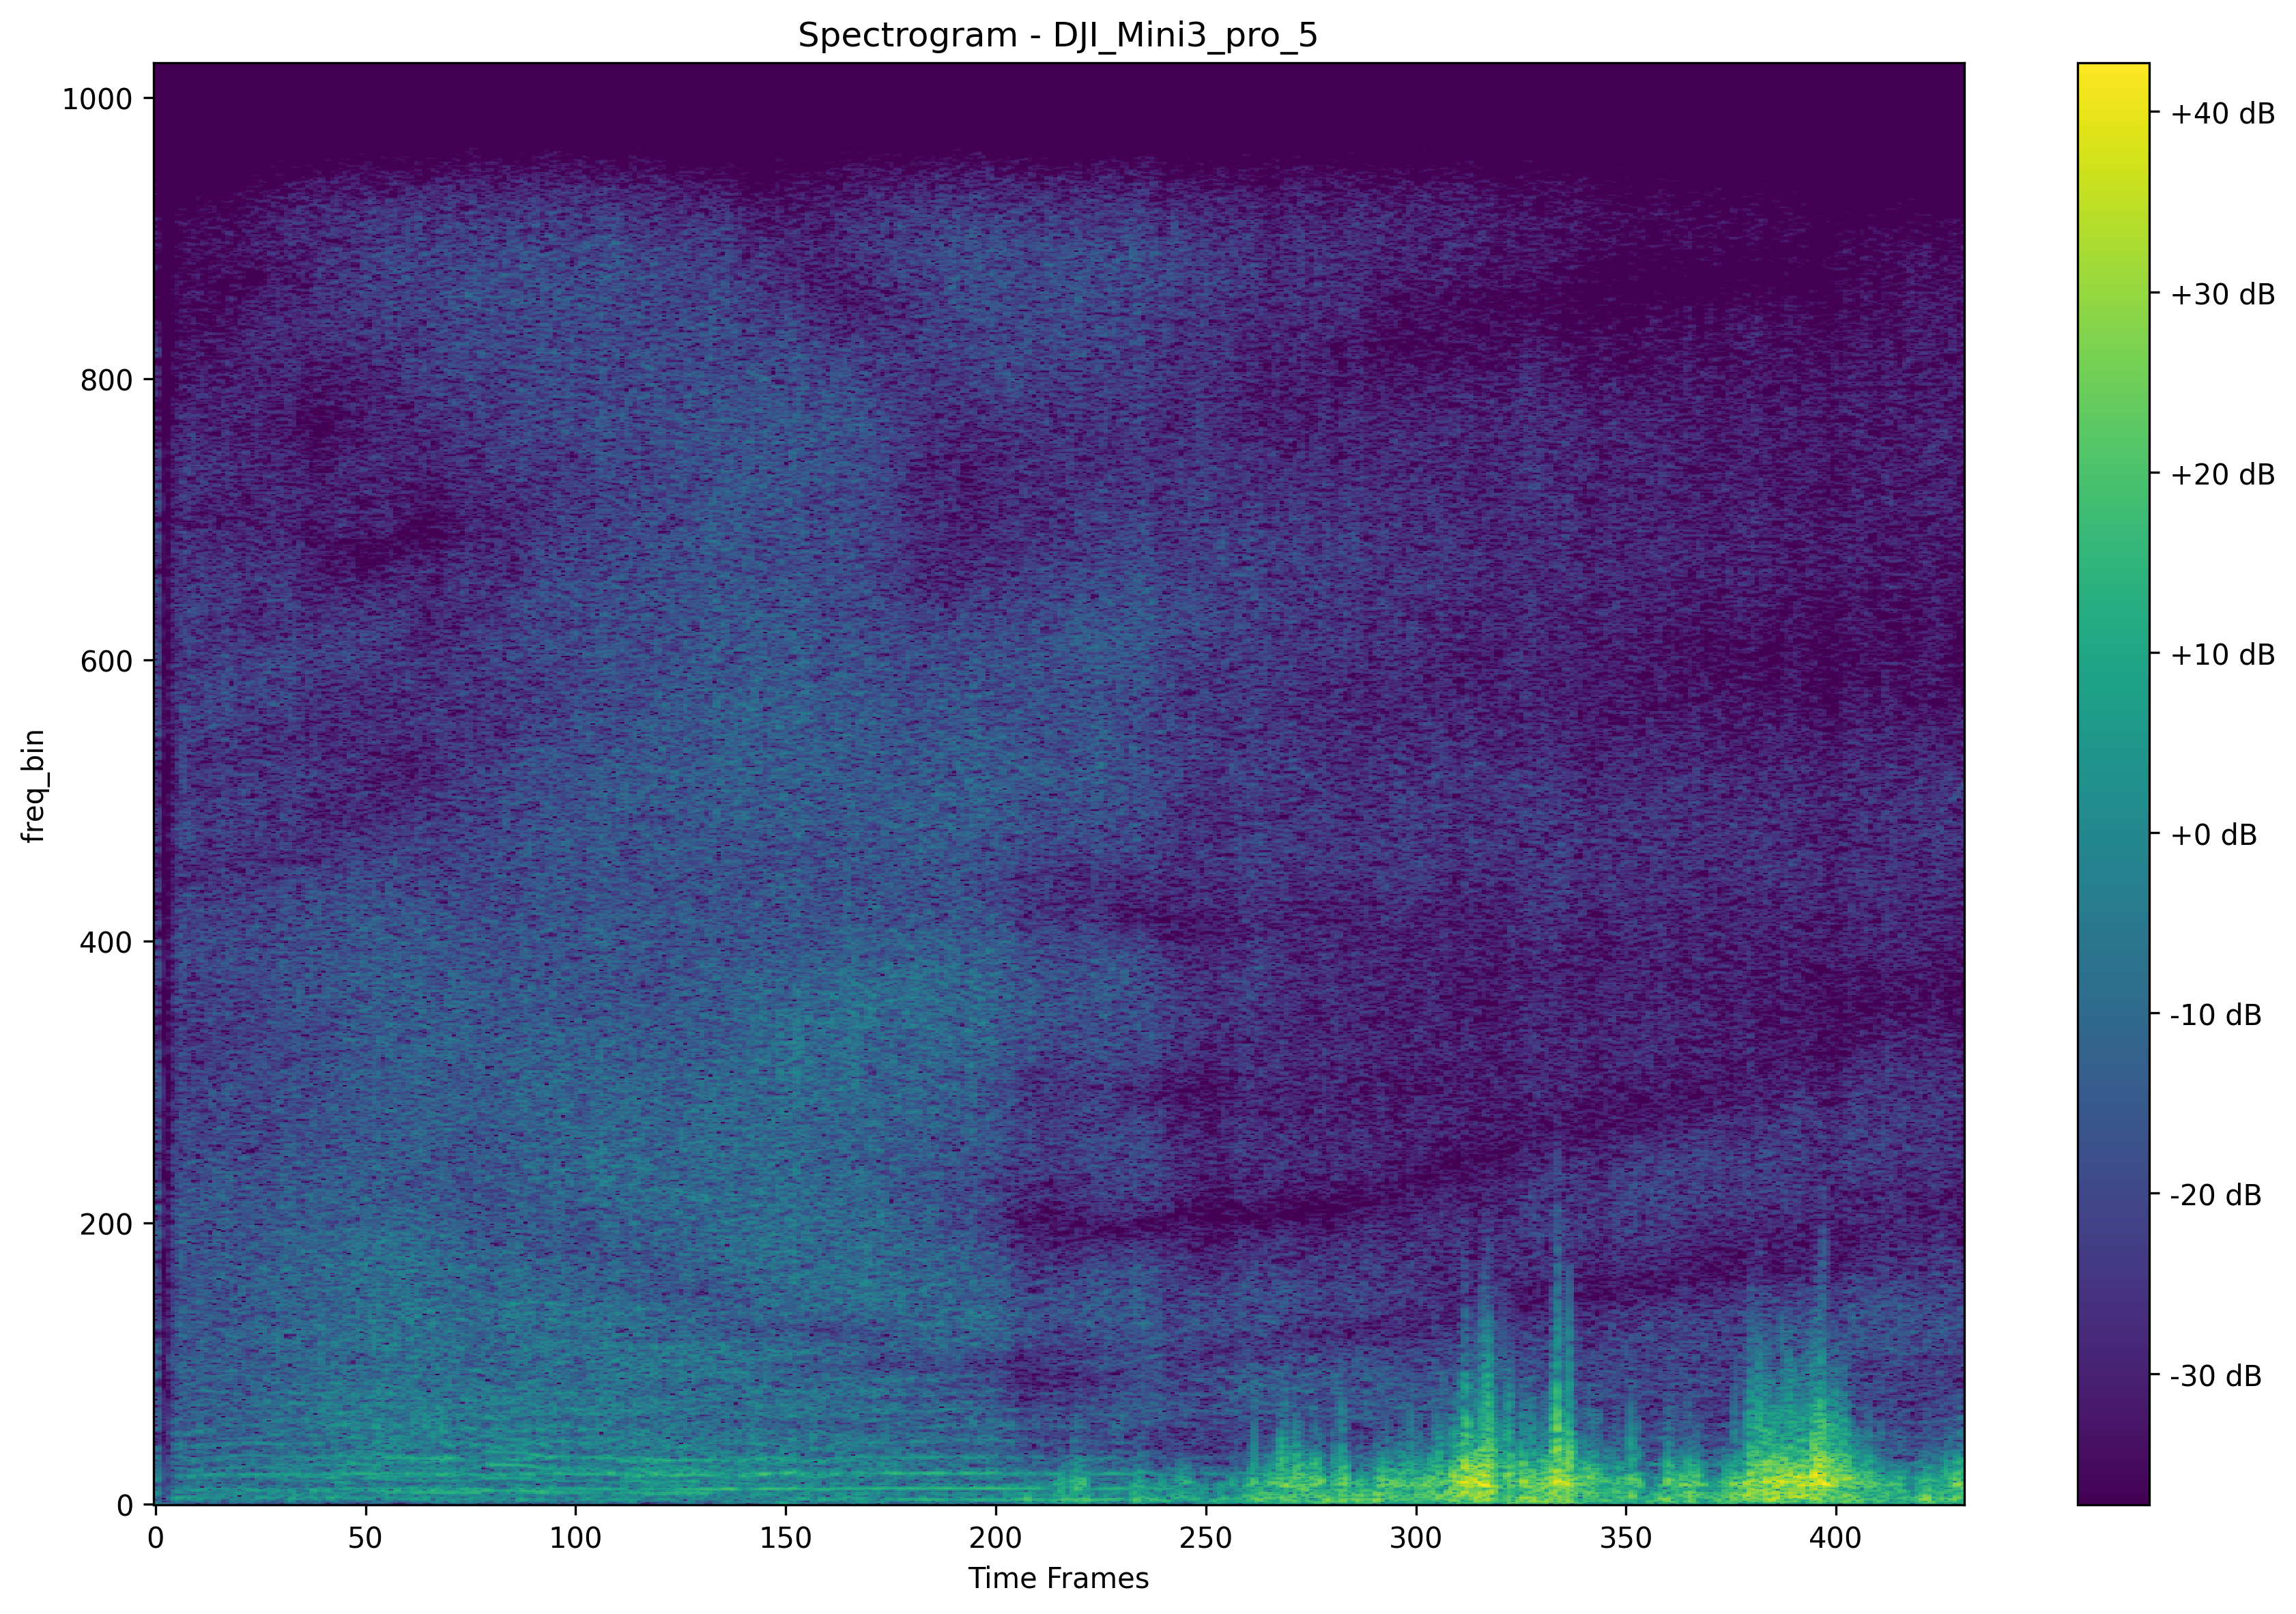 Spectrogram - DJI_Mini3_pro_5
1000
800
600
400
200
0
freq_bin
0
50
100
150
200
250
300
350
400
Time Frames
+40 dB
+30 dB
+20 dB
+10 dB
+0 dB
-10 dB
-20 dB
-30 dB